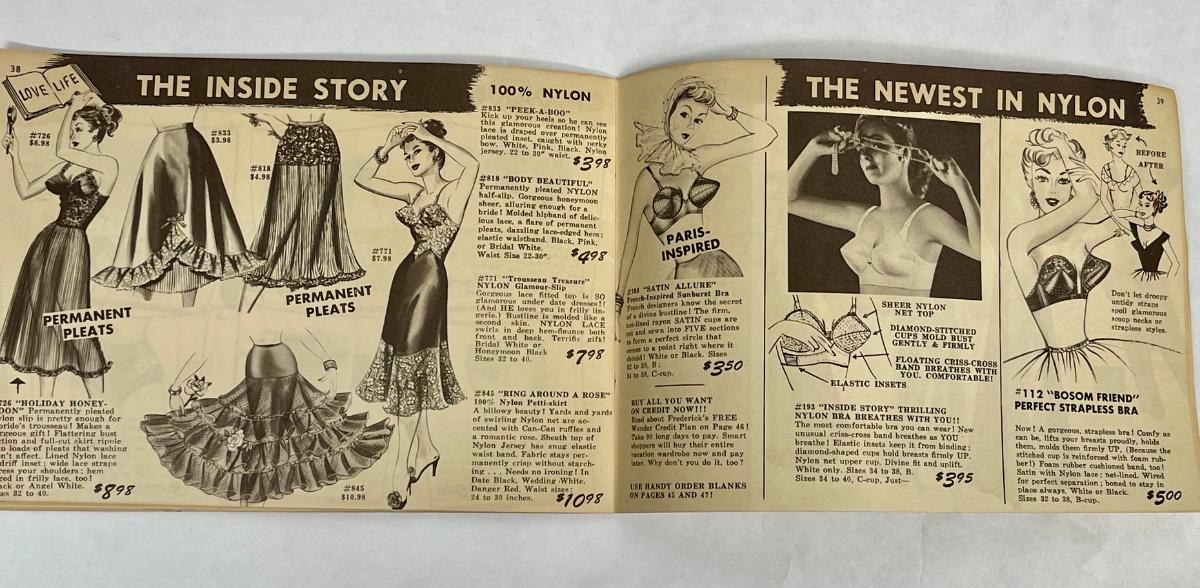 38
LOVE LIFE
THE INSIDE STORY
#726
$8.98
#833
$3.98
#818
$4.98
#771
$7.98
PERMANENT
PLEATS
PERMANENT
PLEATS
#845
$10.98
"HOLIDAY HONEY-
Permanently pleated
slip is pretty enough for
trousseau! Makes a
gift! Flattering bust
and full-cut skirt ripple
loads of pleats that washing
affect. Lined Nylon lace
inset; wide lace straps
your shoulders; hem
in frilly lace, too!
or Angel White.
32 to 40.
$8.98
100% NYLON
#833 "PEEK-A-BOO"
Kick up your heels so he can see
this glamorous creation! Nylon
lace is draped over permanently
pleated inset, caught with nerky
bow. White, Pink, Black. Nylon
jersey. 22 to 30" waist.
$3.98
#818 "BODY BEAUTIFUL"
Permanently pleated NYLON
half-slip. Gorgeous honeymoon
sheer, alluring enough for a
bride! Molded hipband of delic-
ious lace, a flare of permanent
pleats, dazzling lace-edged hem;
elastic waistband. Black, Pink,
or Bridal White.
Waist Size 22-30".
$4.98
#771 "Trousseau Treasure"
NYLON Glamour-Slip
Gorgeous lace fitted top is SO
glamorous under date dresses!!
(And HE loves you in frilly lin-
gerie.) Bustline is molded like a
second skin. NYLON LACE
swirls in deep hem-flounce both
front and back. Terrific gift!
Bridal White or
Honeymoon Black
Sizes 32 to 40.
$7.98
#845 "RING AROUND A ROSE"
100% Nylon Petti-skirt
A billowy beauty! Yards and yards
of swirling Nylon net are ac-
cented with Can-Can ruffles and
a romantic rose. Sheath top of
Nylon Jersey has snug elastic
waist band. Fabric stays per-
manently crisp without starch-
ing . . . Needs no ironing! In
Date Black, Wedding White,
Danger Red. Waist sizes:
24 to 30 inches.
$10.98
PARIS-
INSPIRED
"SATIN ALLURE"
French-Inspired Sunburst Bra
French designers know the secret
of a divine bustline! The firm,
rayon SATIN cups are
and sewn into FIVE sections
form a perfect circle that
comes to a point right where it
should! White or Black. Sizes
32 to 38, B;
34 to 38, C-cup.
$3.50
BUY ALL YOU WANT
ON CREDIT NOW!!!
Read about Frederick's FREE
Wonder Credit Plan on Page 46!
Take 90 long days to pay. Smart
shoppers will buy their entire
vacation wardrobe now and pay
later. Why don't you do it, too?
USE HANDY ORDER BLANKS
ON PAGES 45 AND 47!
THE NEWEST IN NYLON
39
SHEER NYLON
NET TOP
DIAMOND-STITCHED
CUPS MOLD BUST
GENTLY & FIRMLY
FLOATING CRISS-CROSS
BAND BREATHES WITH
YOU. COMFORTABLE!
ELASTIC INSETS
#193 "INSIDE STORY" THRILLING
NYLON BRA BREATHES WITH YOU!!
The most comfortable bra you can wear! New
unusual criss-cross band breathes as YOU
breathe! Elastic insets keep it from binding;
diamond-shaped cups hold breasts firmly UP.
Nylon net upper cup. Divine fit and uplift.
White only. Sizes 34 to 38, B.
Sizes 34 to 40, C-cup, Just—
$3.95
BEFORE
AFTER
Don't let droopy
untidy straps
spoil glamorous
scoop necks or
strapless styles.
#112 "BOSOM FRIEND"
PERFECT STRAPLESS BRA
Now! A gorgeous, strapless bra! Comfy as
can be, lifts your breasts proudly, holds
them, molds them firmly UP, (Because the
stitched cup is reinforced with foam rub-
ber!) Foam rubber cushioned band, too!
Satin with Nylon lace; net-lined. Wired
for perfect separation; boned to stay in
place always. White or Black.
Sizes 32 to 38, B-cup.
$5.00